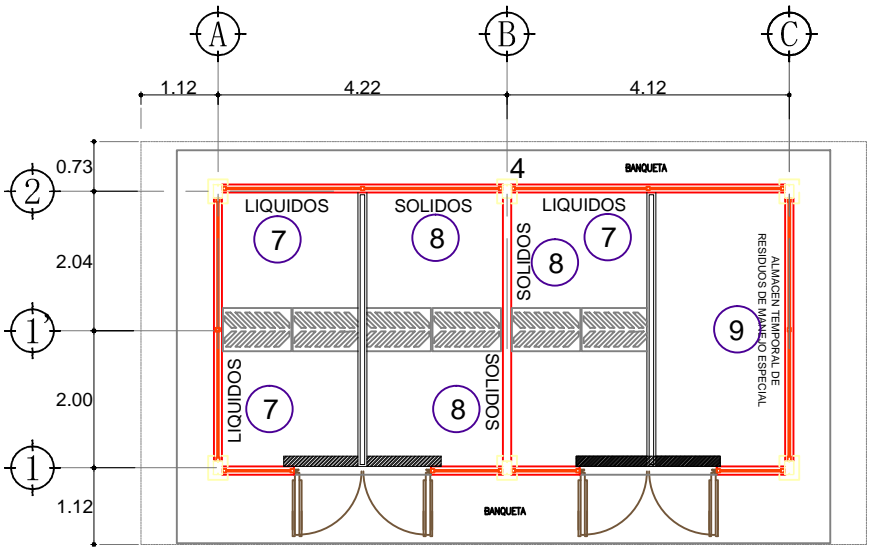 A
B
C
1.12
4.22
4.12
0.73
4
BANQUETA
2
LIQUIDOS
SOLIDOS
LIQUIDOS
7
8
SOLIDOS
8
7
2.04
ALMACEN TEMPORAL DE
RESIDUOS DE MANEJO ESPECIAL
1'
9
2.00
LIQUIDOS
7
8
SOLIDOS
1
1.12
BANQUETA